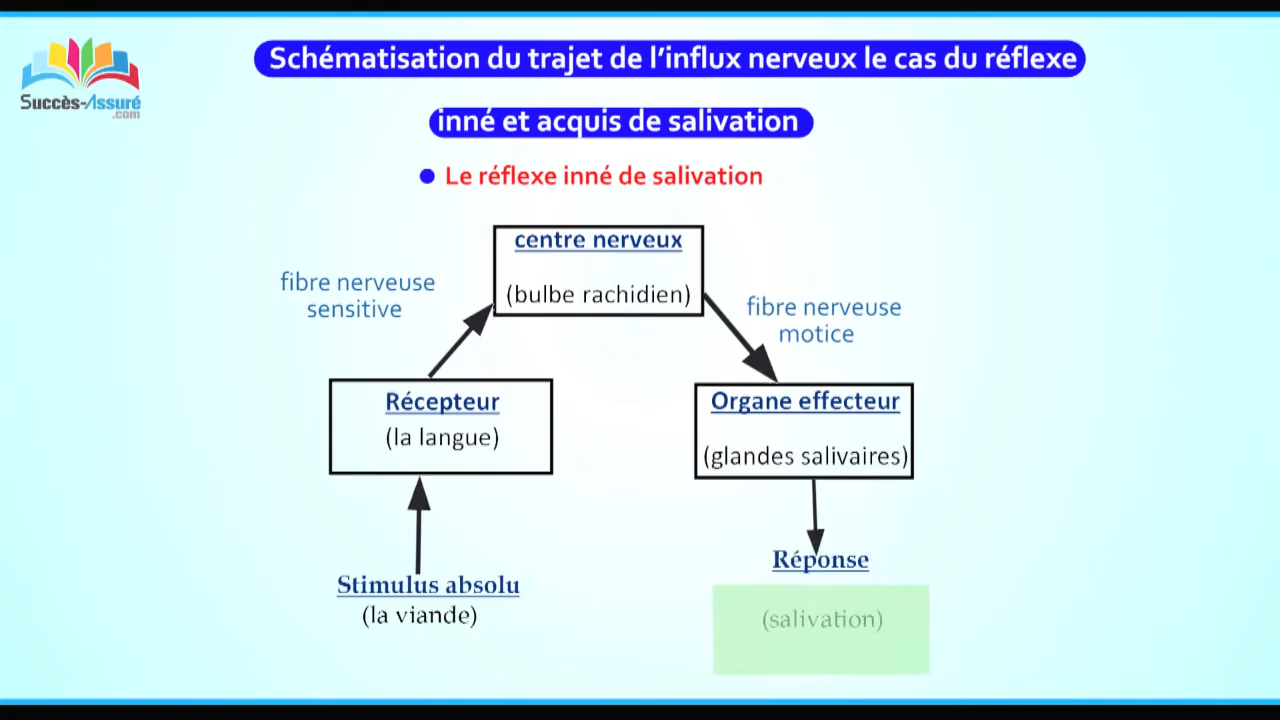 Succès-Assuré
.com
Schématisation du trajet de l'influx nerveux le cas du réflexe
inné et acquis de salivation
Le réflexe inné de salivation
centre nerveux
(bulbe rachidien)
fibre nerveuse
sensitive
fibre nerveuse
motice
Récepteur
(la langue)
Organe effecteur
(glandes salivaires)
Stimulus absolu
(la viande)
Réponse
(salivation)